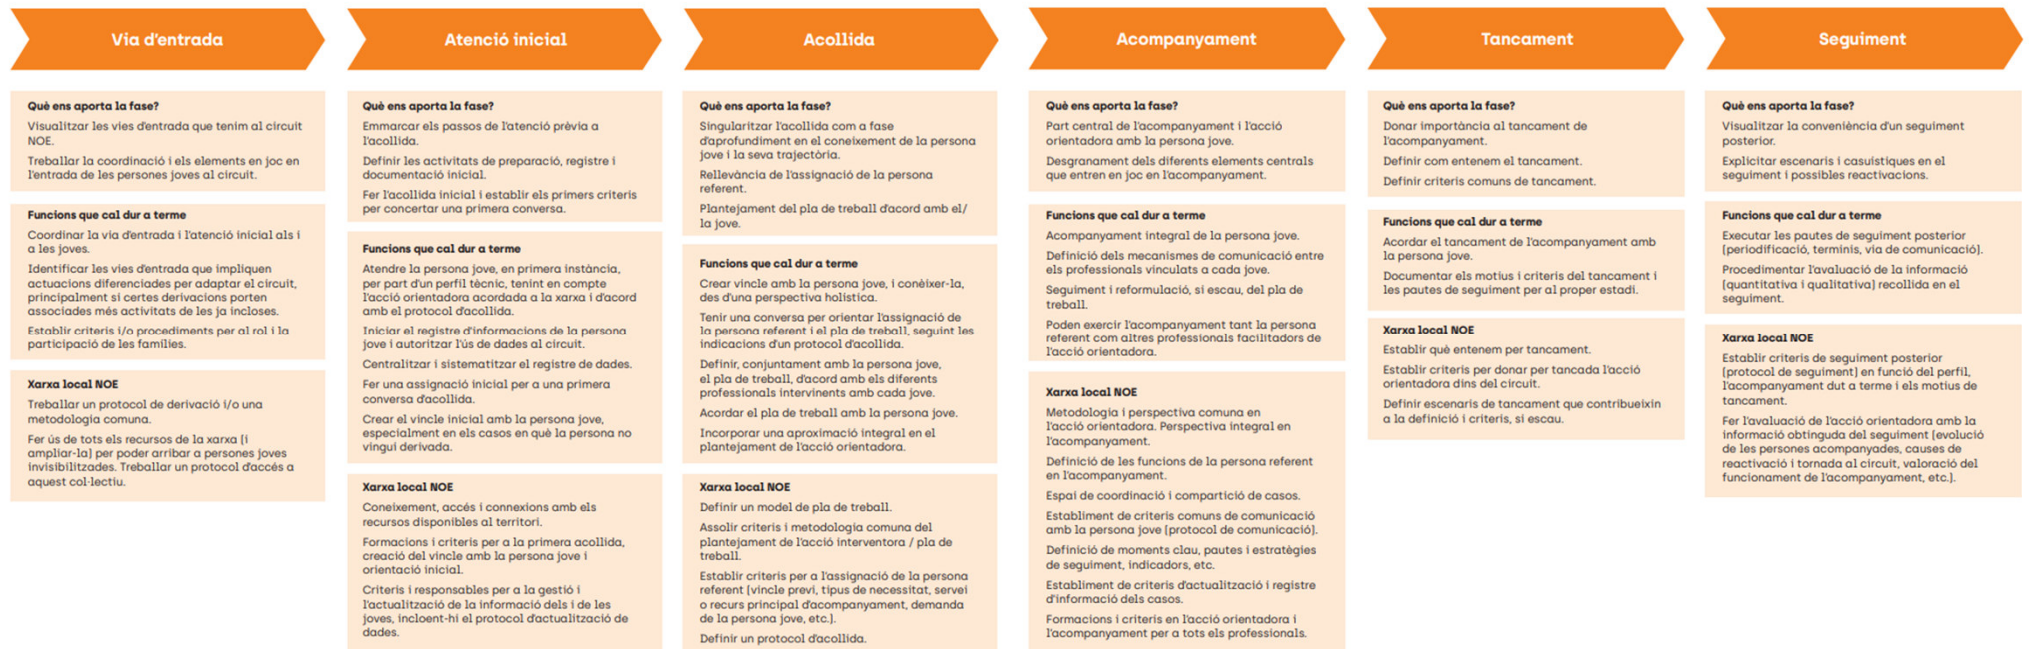 Via d'entrada
Què ens aporta la fase?
Visualitzar les vies d'entrada que tenim al circuit
NOE.
Treballar la coordinació i els elements en joc en
l'entrada de les persones joves al circuit.
Funcions que cal dur a terme
Coordinar la via d'entrada i l'atenció inicial als i
a les joves.
Identificar les vies d'entrada que impliquen
actuacions diferenciades per adaptar el circuit,
principalment si certes derivacions porten
associades més activitats de les ja incloses.
Establir criteris i/o procediments per al rol i la
participació de les famílies.
Xarxa local NOE
Treballar un protocol de derivació i/o una
metodologia comuna.
Fer ús de tots els recursos de la xarxa (i
ampliar-la) per poder arribar a persones joves
invisibilitzades. Treballar un protocol d'accés a
aquest col·lectiu.
Atenció inicial
Què ens aporta la fase?
Emmarcar els passos de l'atenció prèvia a
l'acollida.
Definir les activitats de preparació, registre i
documentació inicial.
Fer l'acollida inicial i establir els primers criteris
per concertar una primera conversa.
Funcions que cal dur a terme
Atendre la persona jove, en primera instància,
per part d'un perfil tècnic, tenint en compte
l'acció orientadora acordada a la xarxa i d'acord
amb el protocol d'acollida.
Iniciar el registre d'informacions de la persona
jove i autoritzar l'ús de dades al circuit.
Centralitzar i sistematitzar el registre de dades.
Fer una assignació inicial per a una primera
conversa d'acollida.
Crear el vincle inicial amb la persona jove,
especialment en els casos en què la persona no
vingui derivada.
Xarxa local NOE
Coneixement, accés i connexions amb els
recursos disponibles al territori.
Formacions i criteris per a la primera acollida,
creació del vincle amb la persona jove i
orientació inicial.
Criteris i responsables per a la gestió i
l'actualització de la informació dels i de les
joves, incloent-hi el protocol d'actualització de
dades.
Acollida
Què ens aporta la fase?
Singularitzar l'acollida com a fase
d'aprofundiment en el coneixement de la persona
jove i la seva trajectòria.
Rellevància de l'assignació de la persona
referent.
Plantejament del pla de treball d'acord amb el/
la jove.
Funcions que cal dur a terme
Crear vincle amb la persona jove, i conèixer-la,
des d'una perspectiva holística.
Tenir una conversa per orientar l'assignació de
la persona referent i el pla de treball, seguint les
indicacions d'un protocol d'acollida.
Definir, conjuntament amb la persona jove,
el pla de treball, d'acord amb els diferents
professionals intervinents amb cada jove.
Acordar el pla de treball amb la persona jove.
Incorporar una aproximació integral en el
plantejament de l'acció orientadora.
Xarxa local NOE
Definir un model de pla de treball.
Assolir criteris i metodologia comuna del
plantejament de l'acció interventora / pla de
treball.
Establir criteris per a l'assignació de la persona
referent (vincle previ, tipus de necessitat, servei
o recurs principal d'acompanyament, demanda
de la persona jove, etc.).
Definir un protocol d'acollida.
Acompanyament
Què ens aporta la fase?
Part central de l'acompanyament i l'acció
orientadora amb la persona jove.
Desgranament dels diferents elements centrals
que entren en joc en l'acompanyament.
Funcions que cal dur a terme
Acompanyament integral de la persona jove.
Definició dels mecanismes de comunicació entre
els professionals vinculats a cada jove.
Seguiment i reformulació, si escau, del pla de
treball.
Poden exercir l'acompanyament tant la persona
referent com altres professionals facilitadors de
l'acció orientadora.
Xarxa local NOE
Metodologia i perspectiva comuna en
l'acció orientadora. Perspectiva integral en
l'acompanyament.
Definició de les funcions de la persona referent
en l'acompanyament.
Espai de coordinació i compartició de casos.
Establiment de criteris comuns de comunicació
amb la persona jove (protocol de comunicació).
Definició de moments clau, pautes i estratègies
de seguiment, indicadors, etc.
Establiment de criteris d'actualització i registre
d'informació dels casos.
Formacions i criteris en l'acció orientadora i
l'acompanyament per a tots els professionals.
Tancament
Què ens aporta la fase?
Donar importància al tancament de
l'acompanyament.
Definir com entenem el tancament.
Definir criteris comuns de tancament.
Funcions que cal dur a terme
Acordar el tancament de l'acompanyament amb
la persona jove.
Documentar els motius i criteris del tancament i
les pautes de seguiment per al proper estadi.
Xarxa local NOE
Establir què entenem per tancament.
Establir criteris per donar per tancada l'acció
orientadora dins del circuit.
Definir escenaris de tancament que contribueixin
a la definició i criteris, si escau.
Seguiment
Què ens aporta la fase?
Visualitzar la conveniència d'un seguiment
posterior.
Explicitar escenaris i casuístiques en el
seguiment i possibles reactivacions.
Funcions que cal dur a terme
Executar les pautes de seguiment posterior
(periodificació, terminis, via de comunicació).
Procedimentar l'avaluació de la informació
(quantitativa i qualitativa) recollida en el
seguiment.
Xarxa local NOE
Establir criteris de seguiment posterior
(protocol de seguiment) en funció del perfil,
l'acompanyament dut a terme i els motius de
tancament.
Fer l'avaluació de l'acció orientadora amb la
informació obtinguda del seguiment (evolució
de les persones acompanyades, causes de
reactivació i tornada al circuit, valoració del
funcionament de l'acompanyament, etc.).